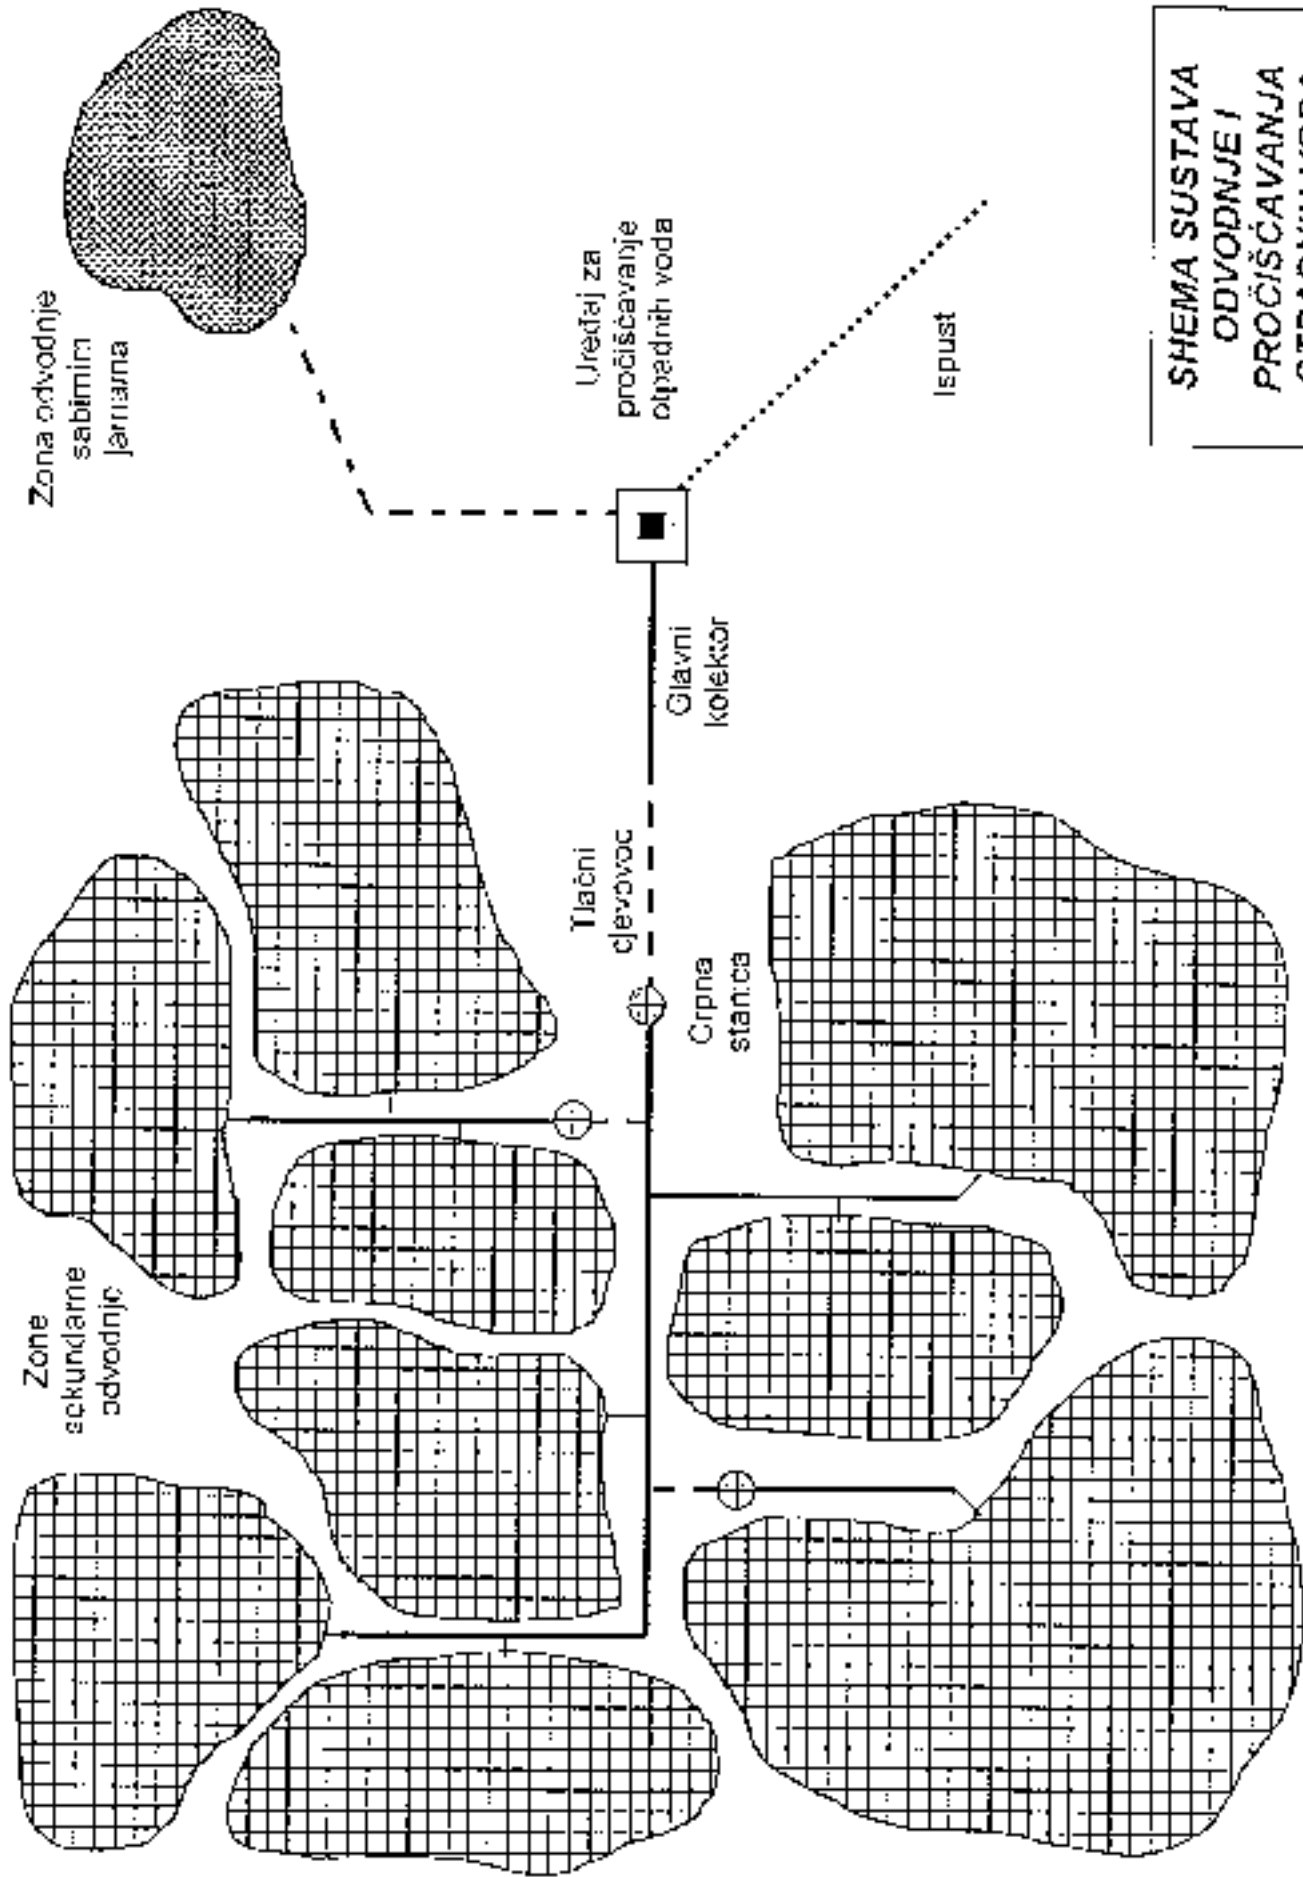 Zona odvodnje
sabirnim
jamama
Uređaj za
pročišćavanje
otpadnih voda
Ispust
Glavni
kolektor
Tlačni
cjevovod
Crpna
stanica
Zone
sekundarne
odvodnje
SHEMA SUSTAVA
ODVODNJE I
PROČIŠĆAVANJA